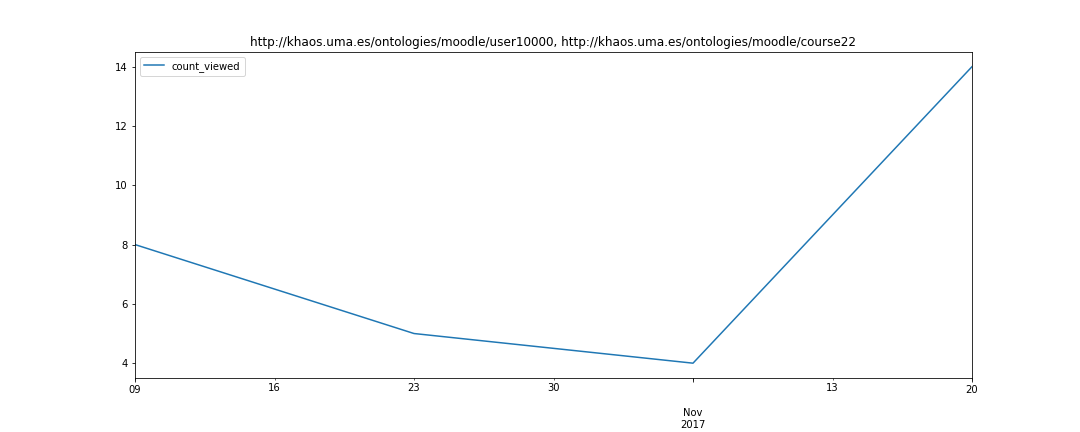 http://khaos.uma.es/ontologies/moodle/user10000, http://khaos.uma.es/ontologies/moodle/course22
count_viewed
14
12
10
8
6
4
09 16 23 30 13 20
Nov
2017